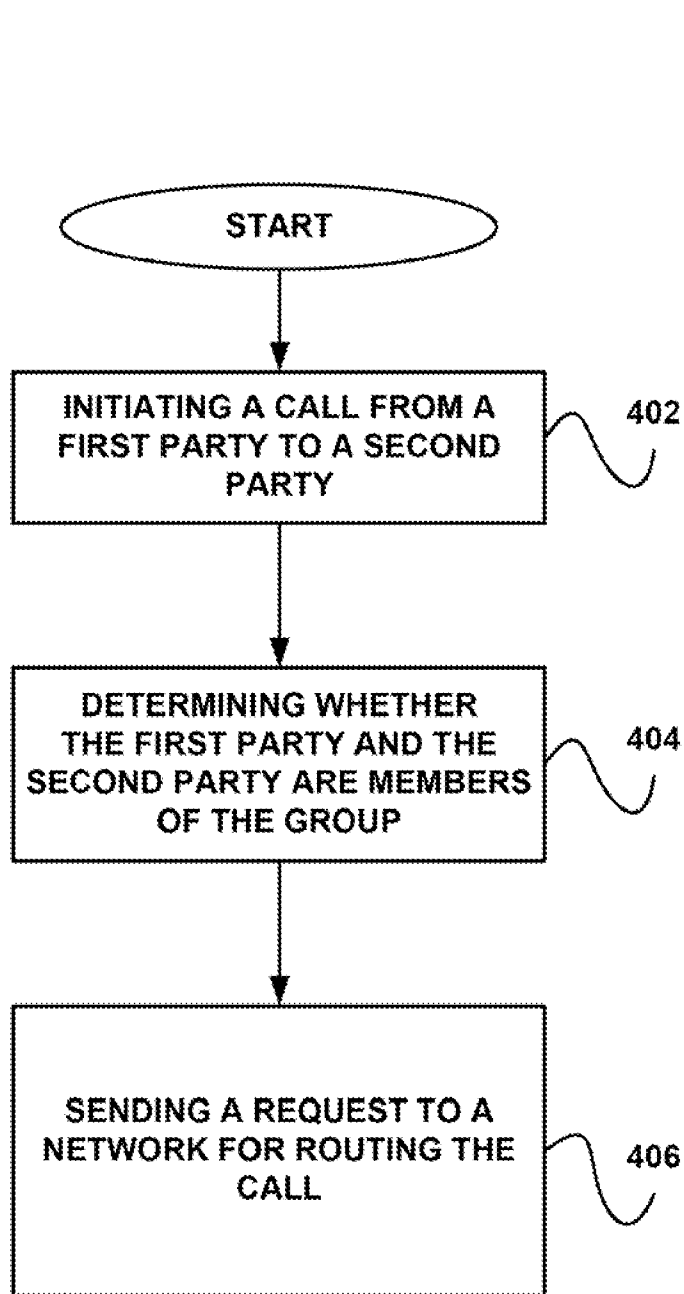 START
INITIATING A CALL FROM A
FIRST PARTY TO A SECOND
PARTY
402
DETERMINING WHETHER
THE FIRST PARTY AND THE
SECOND PARTY ARE MEMBERS
OF THE GROUP
404
SENDING A REQUEST TO A
NETWORK FOR ROUTING THE
CALL
406